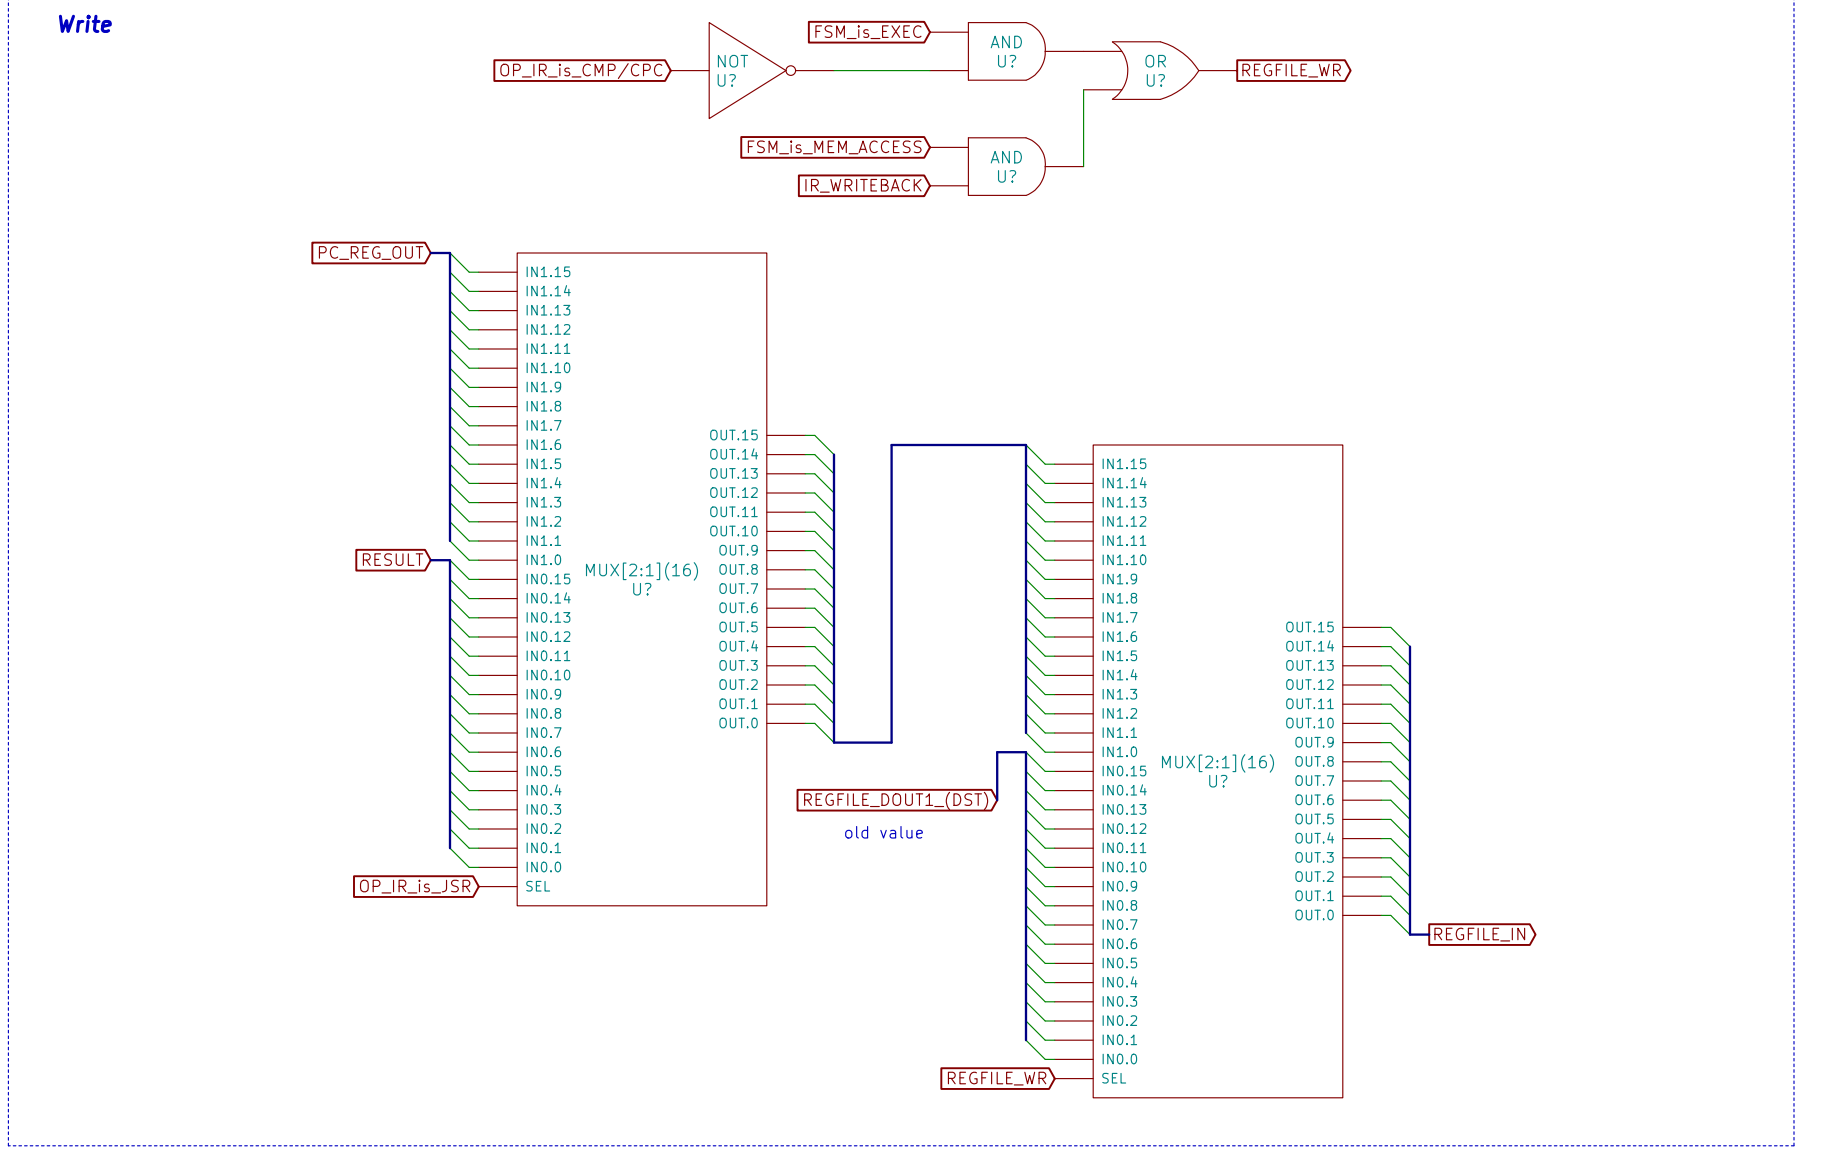 Write
FSM_is_EXEC
OP_IR_is_CMP/CPC
NOT
U?
AND
U?
OR
U?
REGFILE_WR
FSM_is_MEM_ACCESS
IR_WRITEBACK
AND
U?
PC_REG_OUT
IN1.15
IN1.14
IN1.13
IN1.12
IN1.11
IN1.10
IN1.9
IN1.8
IN1.7
IN1.6
IN1.5
IN1.4
IN1.3
IN1.2
IN1.1
IN1.0
RESULT
IN0.15
IN0.14
IN0.13
IN0.12
IN0.11
IN0.10
IN0.9
IN0.8
IN0.7
IN0.6
IN0.5
IN0.4
IN0.3
IN0.2
IN0.1
IN0.0
OP_IR_is_JSR
SEL
MUX[2:1](16)
U?
OUT.15
OUT.14
OUT.13
OUT.12
OUT.11
OUT.10
OUT.9
OUT.8
OUT.7
OUT.6
OUT.5
OUT.4
OUT.3
OUT.2
OUT.1
OUT.0
IN1.15
IN1.14
IN1.13
IN1.12
IN1.11
IN1.10
IN1.9
IN1.8
IN1.7
IN1.6
IN1.5
IN1.4
IN1.3
IN1.2
IN1.1
IN1.0
REGFILE_DOUT1_(DST)
old value
IN0.15
IN0.14
IN0.13
IN0.12
IN0.11
IN0.10
IN0.9
IN0.8
IN0.7
IN0.6
IN0.5
IN0.4
IN0.3
IN0.2
IN0.1
IN0.0
REGFILE_WR
SEL
MUX[2:1](16)
U?
OUT.15
OUT.14
OUT.13
OUT.12
OUT.11
OUT.10
OUT.9
OUT.8
OUT.7
OUT.6
OUT.5
OUT.4
OUT.3
OUT.2
OUT.1
OUT.0
REGFILE_IN